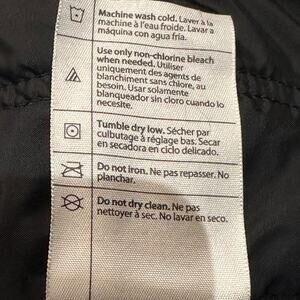 Machine wash cold. Laver à la
machine à l'eau froide. Lavar a
máquina con agua fría.
Use only non-chlorine bleach
when needed. Utiliser
uniquement des agents de
blanchiment sans chlore, au
besoin. Usar solamente
blanqueador sin cloro cuando lo
necesite.
Tumble dry low. Sécher par
culbutage à réglage bas. Secar
en secadora en ciclo delicado.
Do not iron. Ne pas repasser. No
planchar.
Do not dry clean. Ne pas
nettoyer à sec. No lavar en seco.